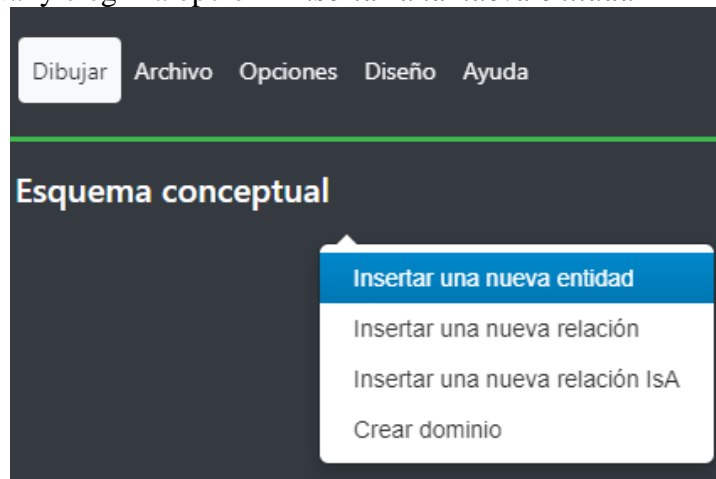 Dibujar Archivo Opciones Diseño Ayuda
Esquema conceptual
Insertar una nueva entidad
Insertar una nueva relación
Insertar una nueva relación IsA
Crear dominio